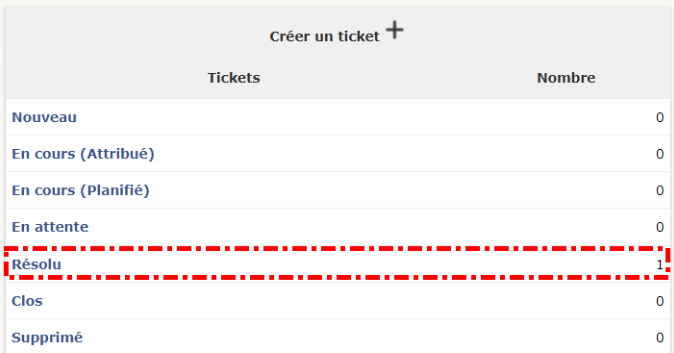 Créer un ticket +
Tickets Nombre
Nouveau 0
En cours (Attribué) 0
En cours (Planifié) 0
En attente 0
Résolu 1
Clos 0
Supprimé 0